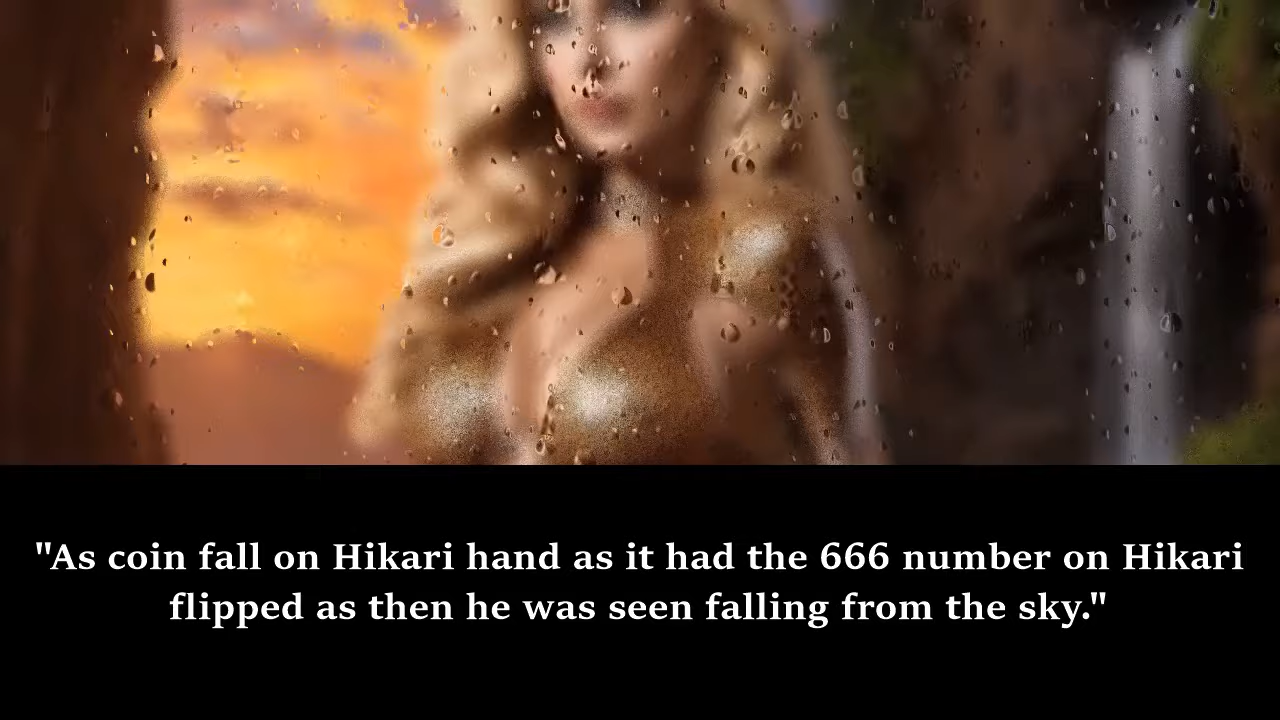 "As coin fall on Hikari hand as it had the 666 number on Hikari
flipped as then he was seen falling from the sky."